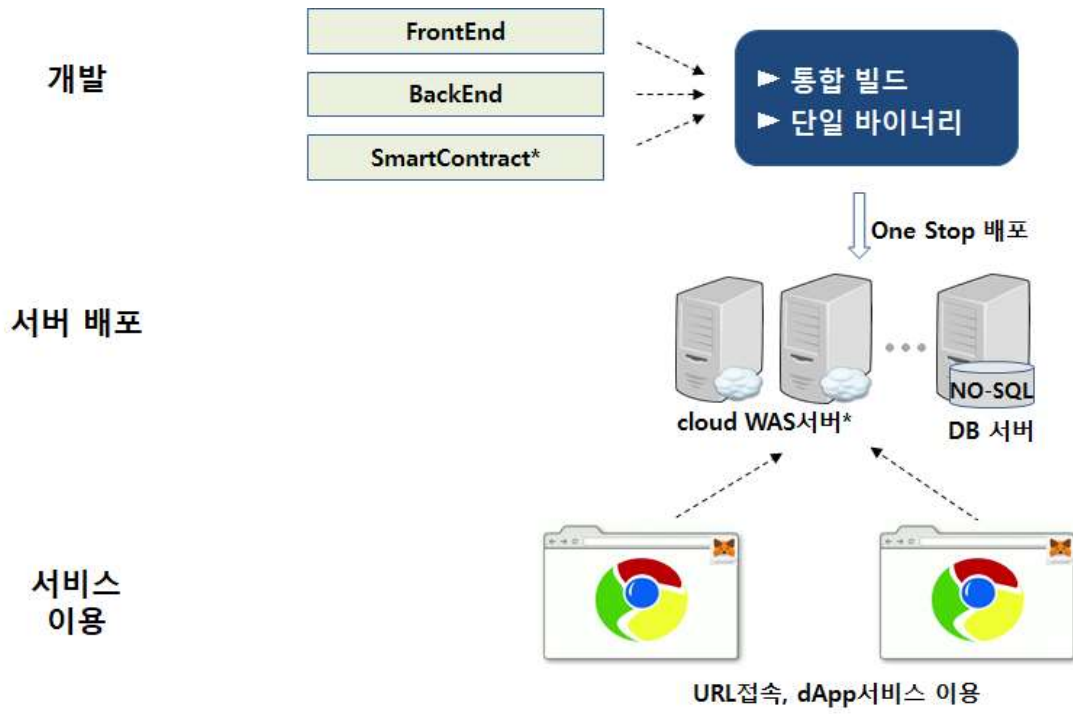 개발
FrontEnd
BackEnd
SmartContract*
► 통합 빌드
► 단일 바이너리
One Stop 배포
서버 배포
cloud WAS서버*
NO-SQL
DB 서버
서비스
이용
URL접속, dApp서비스 이용